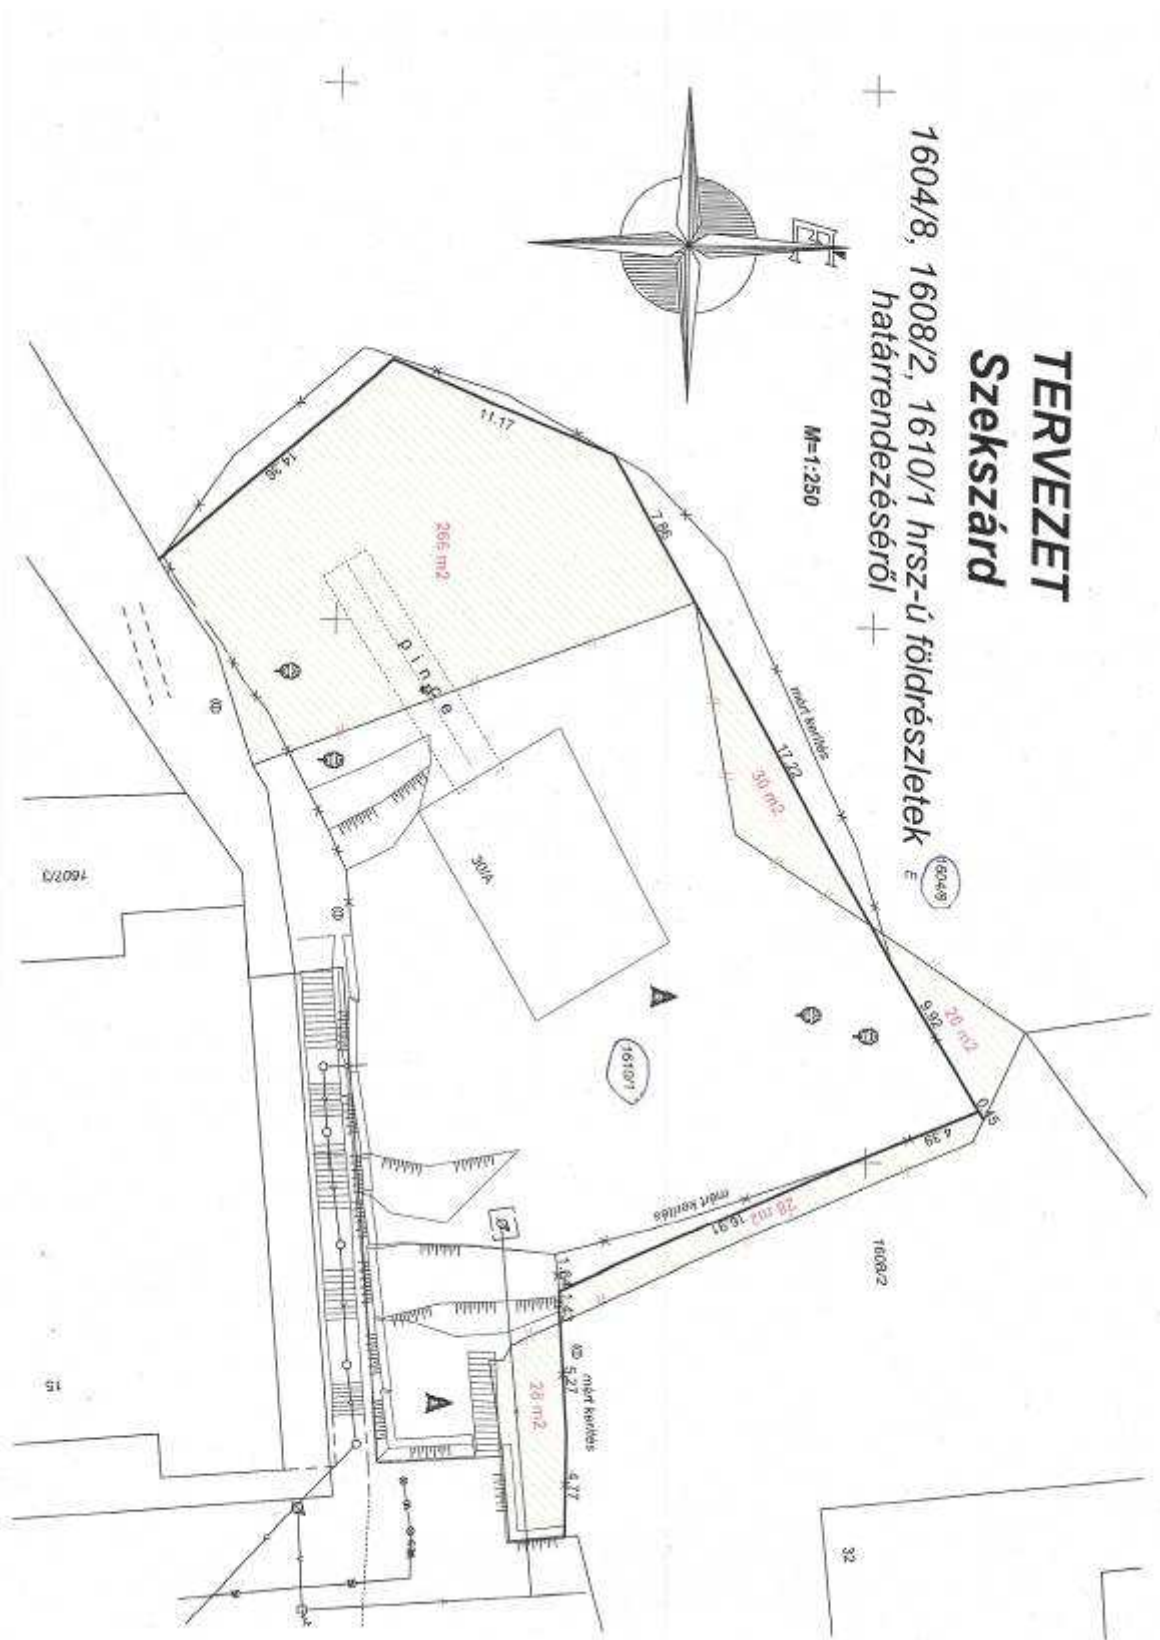 TERVEZET
Szekszárd
1604/8, 1608/2, 1610/1 hrsz-ú földrészletek
határrendezéséről
M=1:250
11.17
14.36
7.86
266 m2
pince
mért kerítés
17.22
30 m2
30/A
1607/3
1604/8
E
9.92
20 m2
0.45
4.39
1610/1
mért kerítés
16.91
28 m2
1608/2
5.27
mért kerítés
28 m2
4.77
15
32